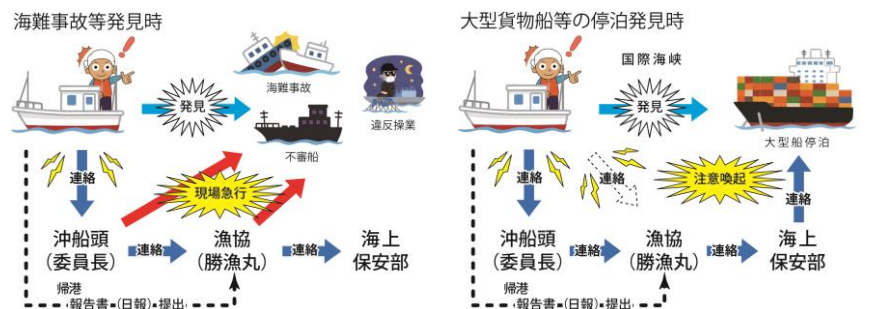 海難事故等発見時
発見
海難事故
違反操業
不審船
連絡
現場急行
沖船頭
(委員長)
連絡
漁協
(勝漁丸)
連絡
海上
保安部
帰港
報告書(日報)提出
大型貨物船等の停泊発見時
国際海峡
発見
大型船停泊
連絡
連絡
注意喚起
連絡
沖船頭
(委員長)
連絡
漁協
(勝漁丸)
連絡
海上
保安部
帰港
報告書(日報)提出